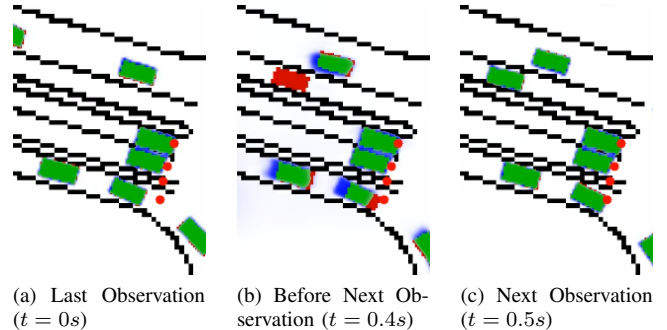 (a) Last Observation
(t = 0s)
(b) Before Next Ob-
servation (t = 0.4s)
(c) Next Observation
(t = 0.5s)